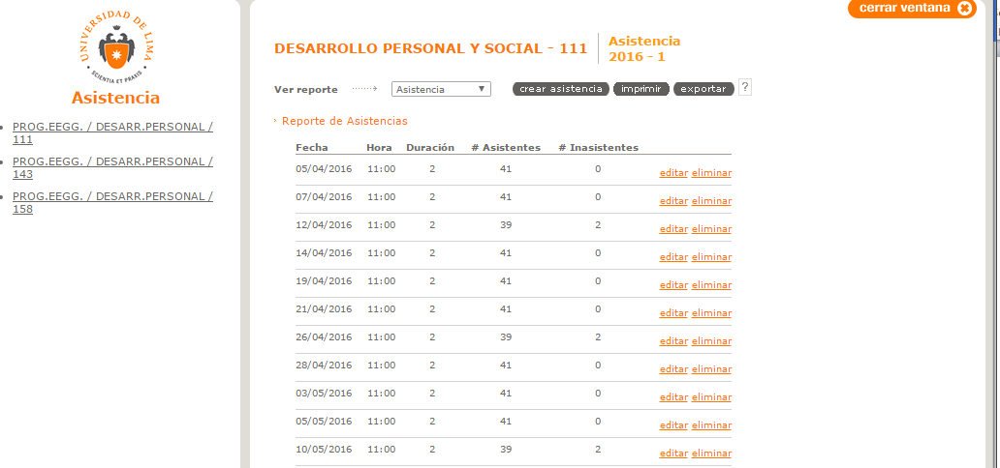 UNIVERSIDAD DE LIMA
SCIENTIA ET PRAXIS
Asistencia
PROG.EEGG. / DESARR.PERSONAL /
111
PROG.EEGG. / DESARR.PERSONAL /
143
PROG.EEGG. / DESARR.PERSONAL /
158
cerrar ventana
DESARROLLO PERSONAL Y SOCIAL - 111
Asistencia
2016 - 1
Ver reporte Asistencia crear asistencia imprimir exportar ?
Reporte de Asistencias
Fecha Hora Duración # Asistentes # Inasistentes
05/04/2016 11:00 2 41 0 editar eliminar
07/04/2016 11:00 2 41 0 editar eliminar
12/04/2016 11:00 2 39 2 editar eliminar
14/04/2016 11:00 2 41 0 editar eliminar
19/04/2016 11:00 2 41 0 editar eliminar
21/04/2016 11:00 2 41 0 editar eliminar
26/04/2016 11:00 2 39 2 editar eliminar
28/04/2016 11:00 2 41 0 editar eliminar
03/05/2016 11:00 2 41 0 editar eliminar
05/05/2016 11:00 2 41 0 editar eliminar
10/05/2016 11:00 2 39 2 editar eliminar